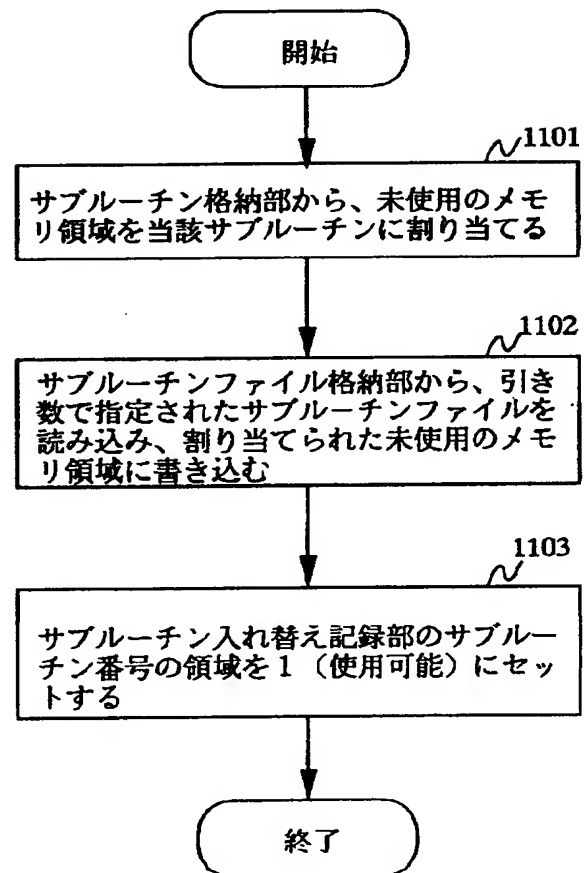 開始
1101
サブルーチン格納部から、未使用のメモ
リ領域を当該サブルーチンに割り当てる
1102
サブルーチンファイル格納部から、引き
数で指定されたサブルーチンファイルを
読み込み、割り当てられた未使用のメモ
リ領域に書き込む
1103
サブルーチン入れ替え記録部のサブルー
チン番号の領域を1（使用可能）にセッ
トする
終了